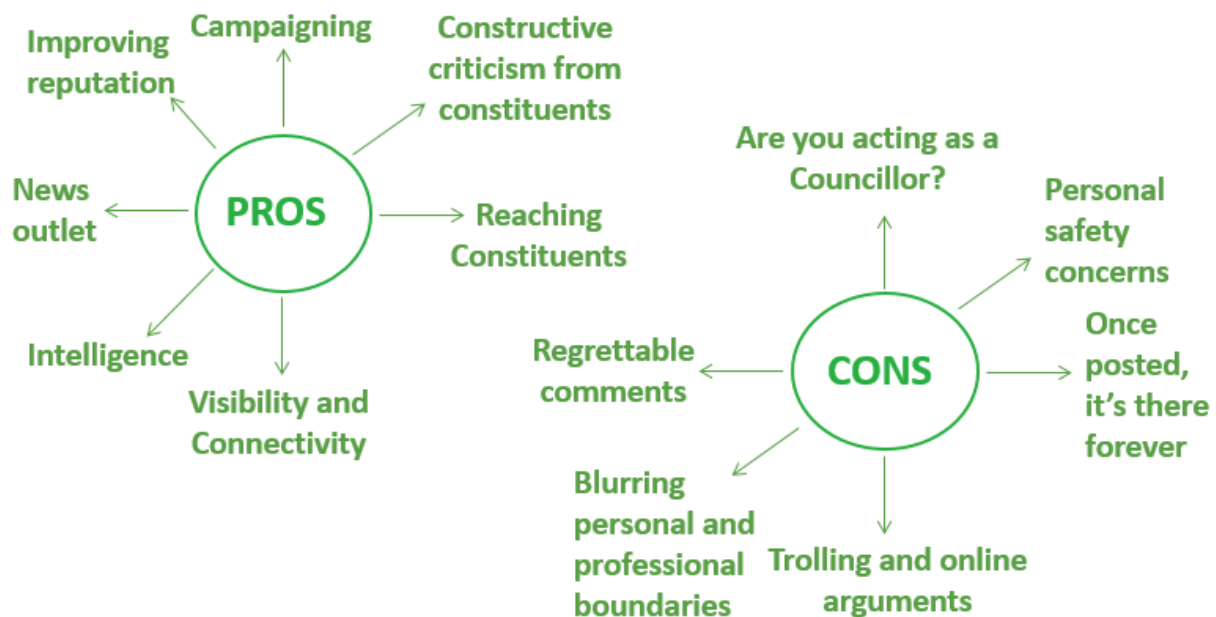 Campaigning
Improving
reputation
Constructive
criticism from
constituents
News
outlet
PROS
Reaching
Constituents
Intelligence
Visibility and
Connectivity
Are you acting as a
Councillor?
Personal
safety
concerns
Regrettable
comments
CONS
Once
posted,
it’s there
forever
Blurring
personal and
professional
boundaries
Trolling and online
arguments